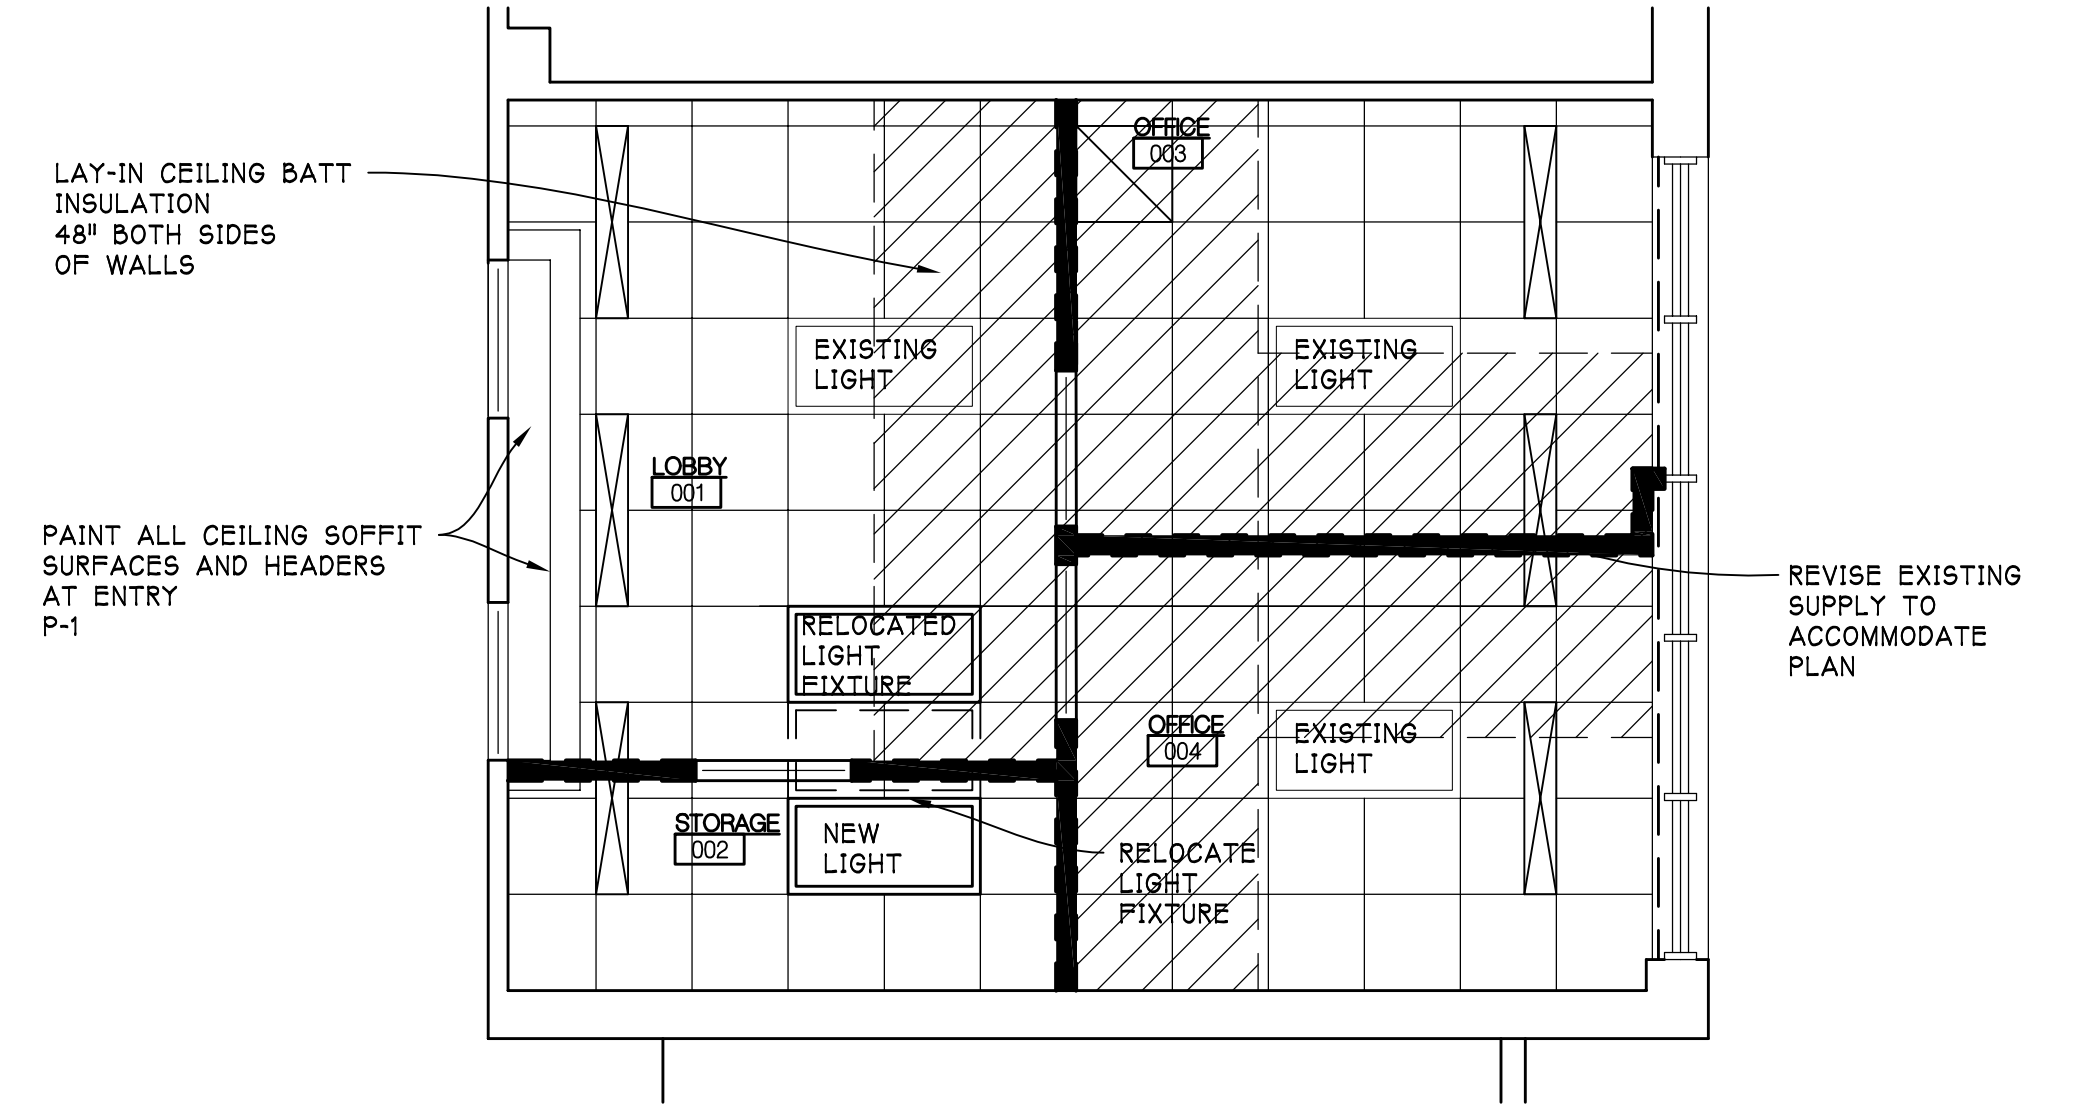 OFFICE
003
LAY-IN CEILING BATT
INSULATION
48" BOTH SIDES
OF WALLS
EXISTING
LIGHT
EXISTING
LIGHT
LOBBY
001
PAINT ALL CEILING SOFFIT
SURFACES AND HEADERS
AT ENTRY
P-1
REVISE EXISTING
SUPPLY TO
ACCOMMODATE
PLAN
RELOCATED
LIGHT
FIXTURE
OFFICE
004
EXISTING
LIGHT
STORAGE
002
NEW
LIGHT
RELOCATE
LIGHT
FIXTURE